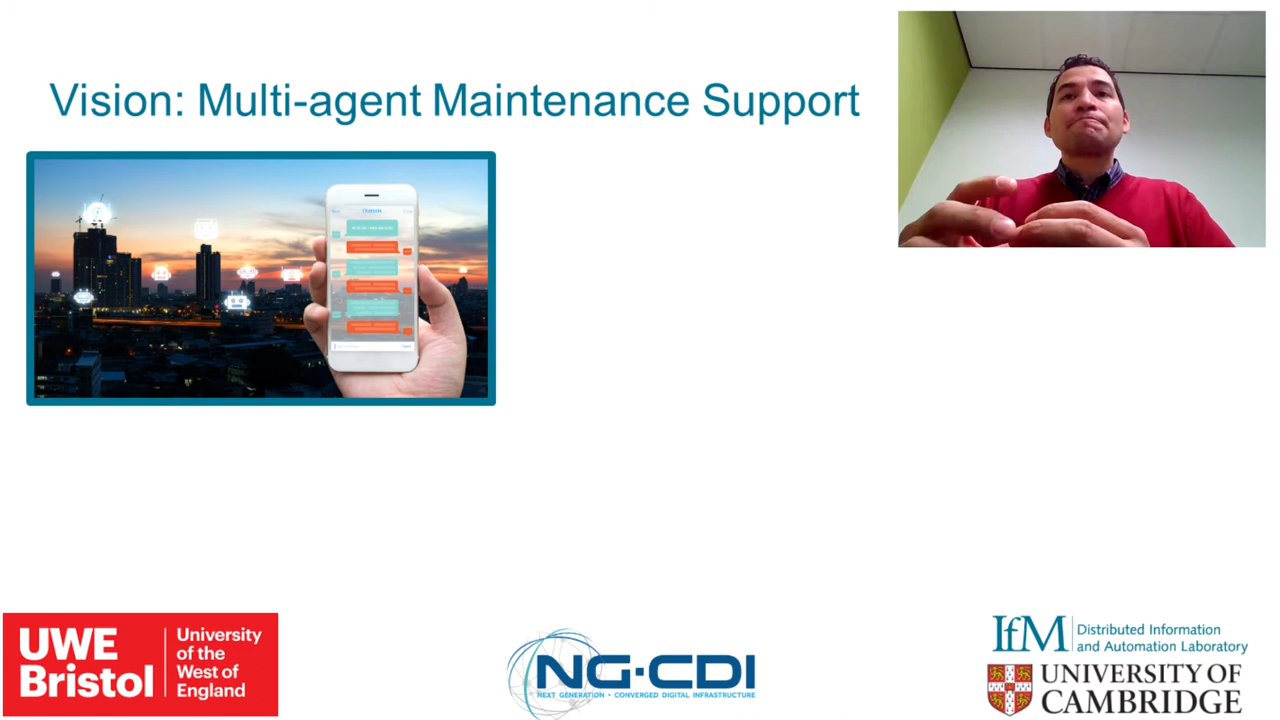 Vision: Multi-agent Maintenance Support
UWE
Bristol
University
of the
West of
England
NG·CDI
NEXT GENERATION • CONVERGED DIGITAL INFRASTRUCTURE
IfM
Distributed Information
and Automation Laboratory
UNIVERSITY OF
CAMBRIDGE